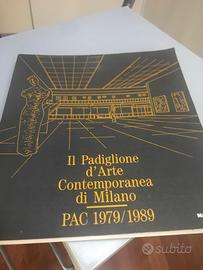 Il Padiglione
d'Arte
Contemporanea
di Milano
PAC 1979/1989
subito